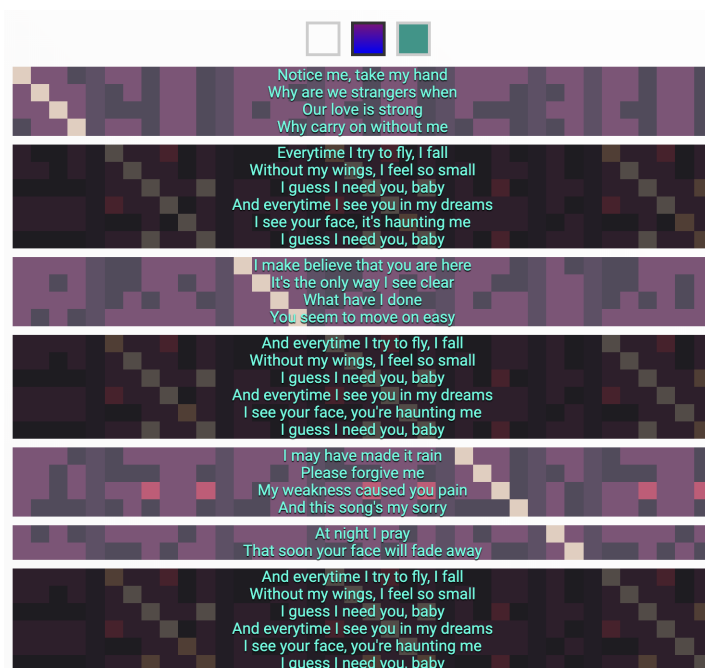 Notice me, take my hand
Why are we strangers when
Our love is strong
Why carry on without me
Everytime I try to fly, I fall
Without my wings, I feel so small
I guess I need you, baby
And everytime I see you in my dreams
I see your face, it's haunting me
I guess I need you, baby
I make believe that you are here
It's the only way I see clear
What have I done
You seem to move on easy
And everytime I try to fly, I fall
Without my wings, I feel so small
I guess I need you, baby
And everytime I see you in my dreams
I see your face, you're haunting me
I guess I need you, baby
I may have made it rain
Please forgive me
My weakness caused you pain
And this song's my sorry
At night I pray
That soon your face will fade away
And everytime I try to fly, I fall
Without my wings, I feel so small
I guess I need you, baby
And everytime I see you in my dreams
I see your face, you're haunting me
I guess I need you, baby